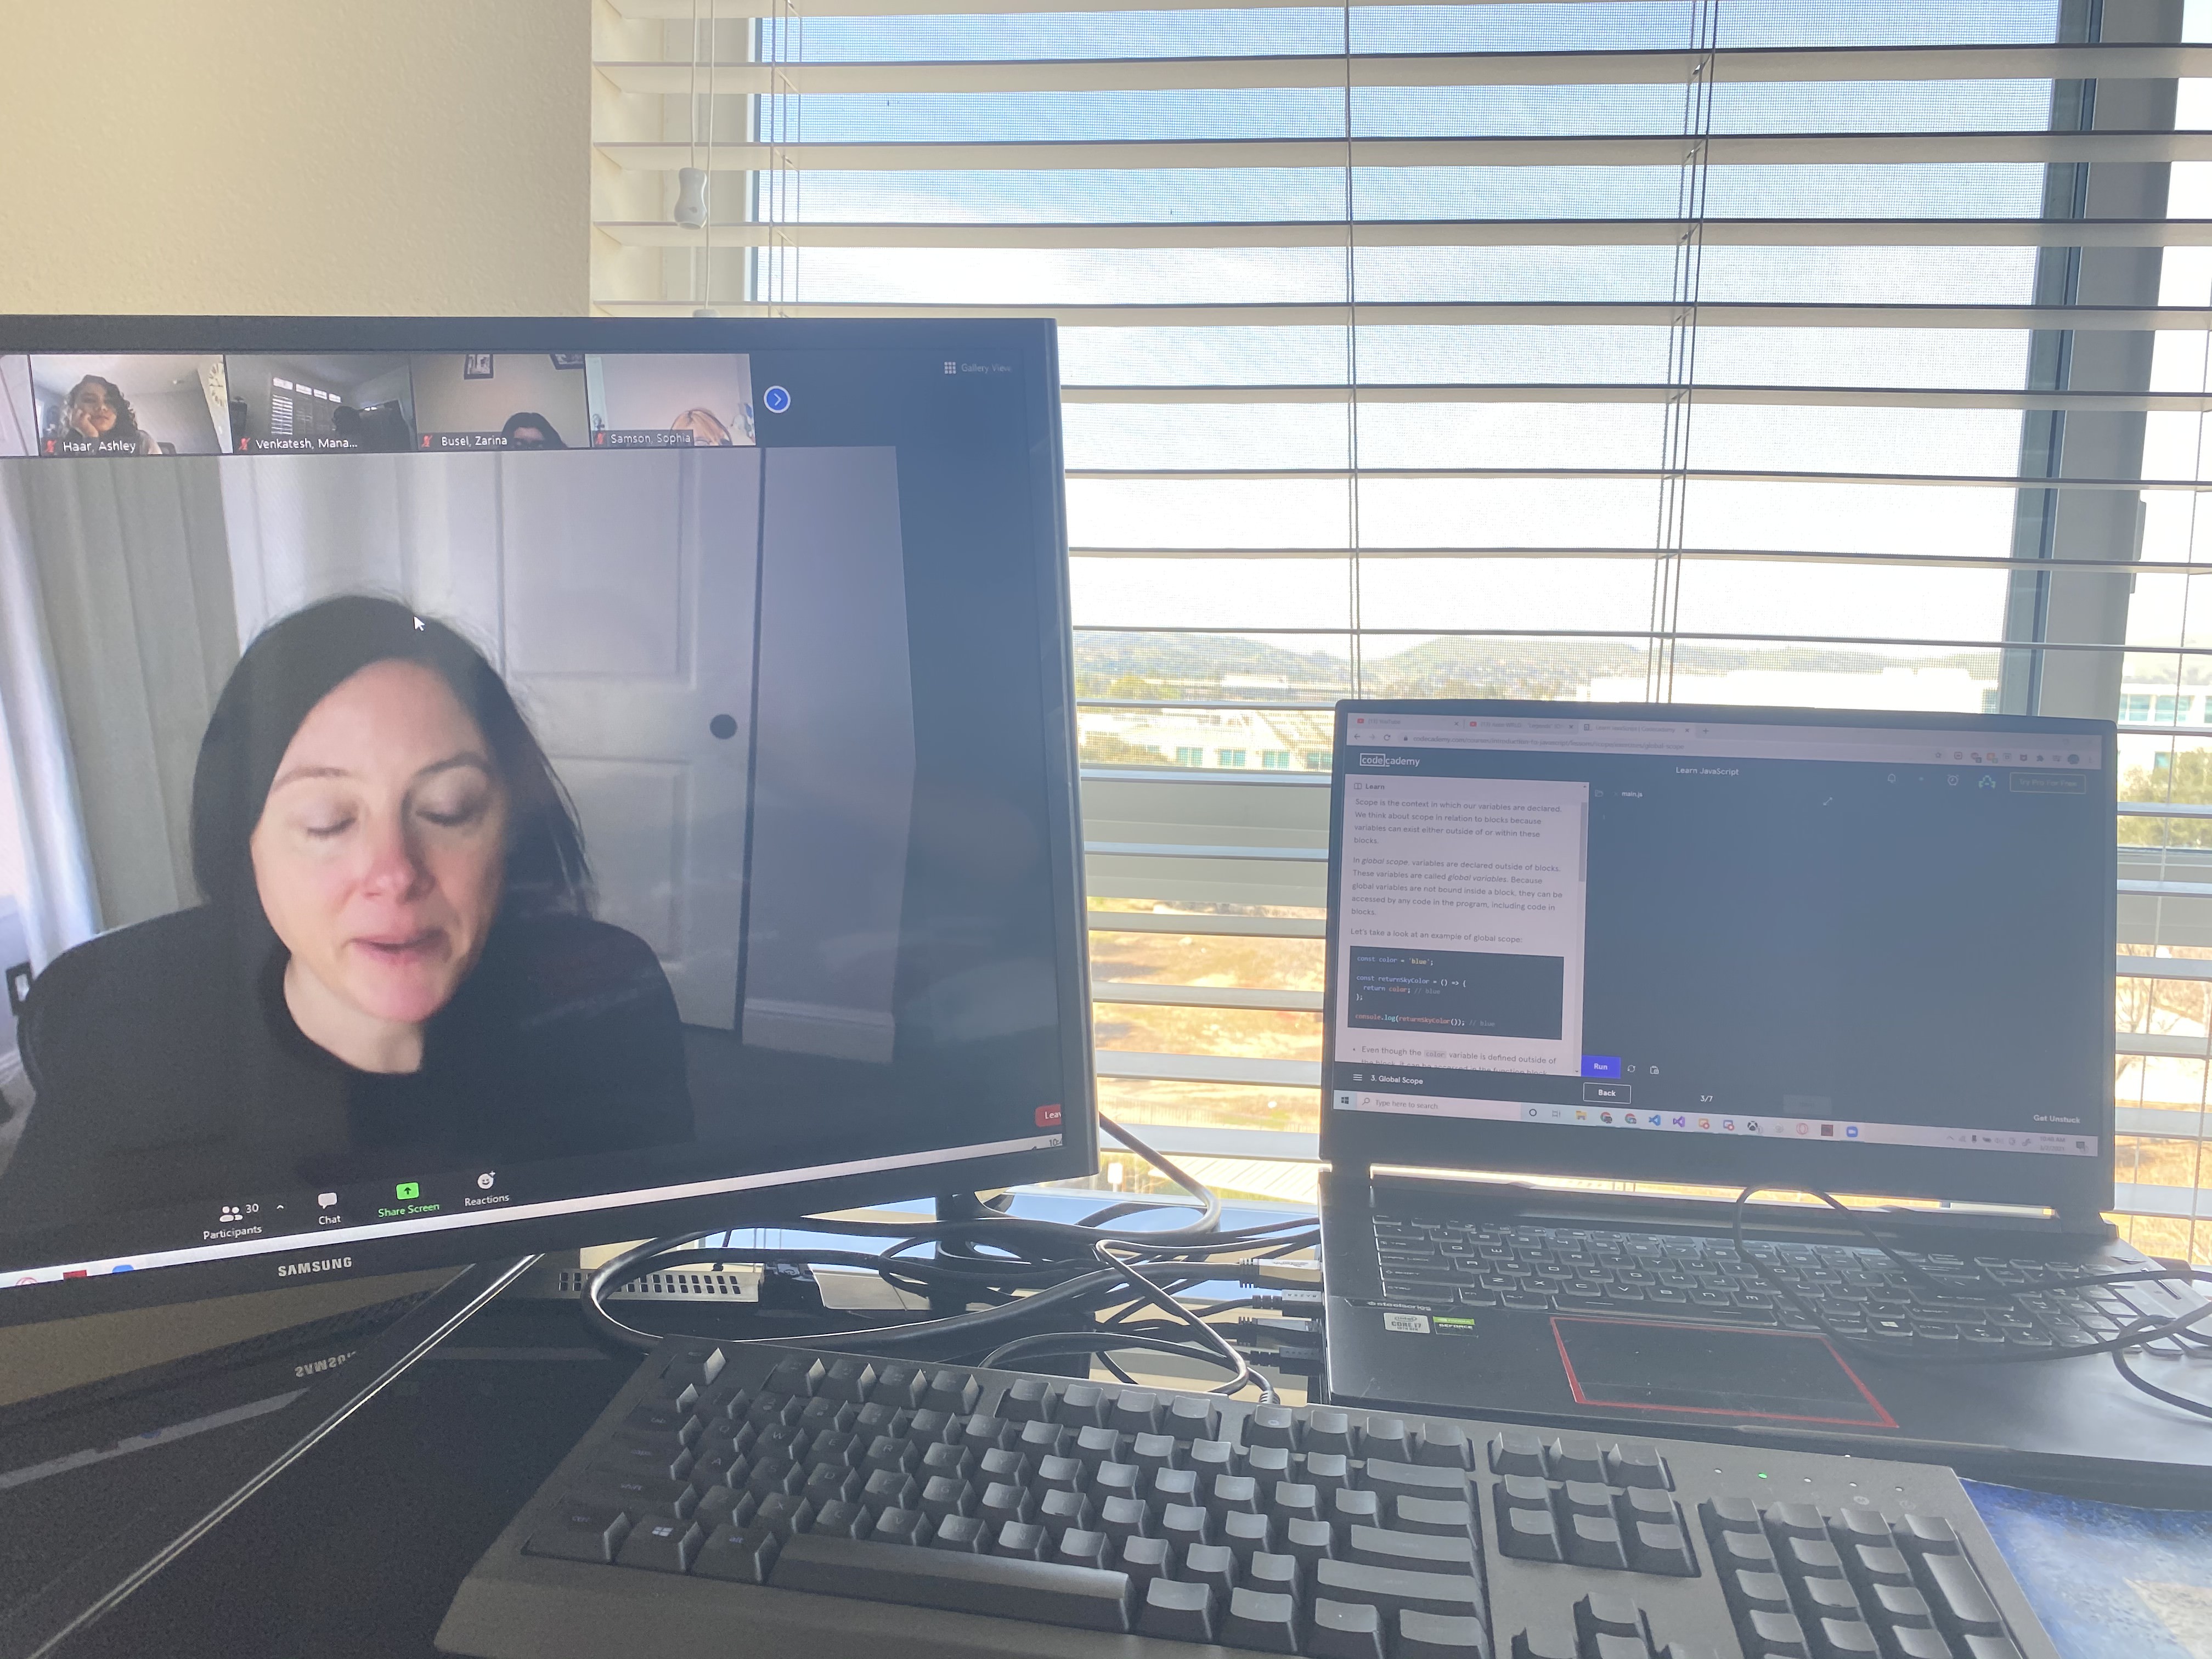 Gallery View
Haar, Ashley
Venkatesh, Mana...
Busel, Zarina
Samson, Sophia
Leav
30
Participants
Chat
Share Screen
Reactions
SAMSUNG
codecademy
Learn JavaScript
Learn
main.js
Scope is the context in which our variables are declared.
We think about scope in relation to blocks because
variables can exist either outside of or within these
blocks.
In global scope, variables are declared outside of blocks.
These variables are called global variables. Because
global variables are not bound inside a block, they can be
accessed by any code in the program, including code in
blocks.
Let's take a look at an example of global scope:
const color = 'blue';
const returnSkyColor = () => {
return color; // blue
};
console.log(returnSkyColor()); // blue
Even though the color variable is defined outside of
Run
3. Global Scope
Back
3/7
Get Unstuck
Type here to search
steelseries
CORE i7
GEFORCE